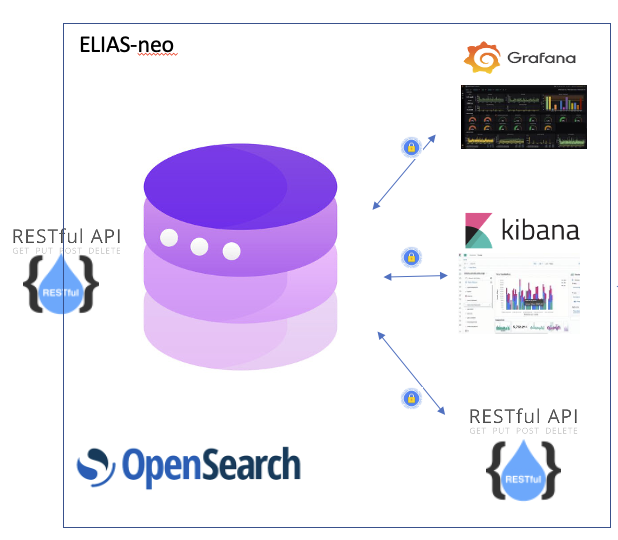 ELIAS-neo
Grafana
RESTful API
GET PUT POST DELETE
{RESTful}
kibana
RESTful API
GET PUT POST DELETE
{RESTful}
OpenSearch